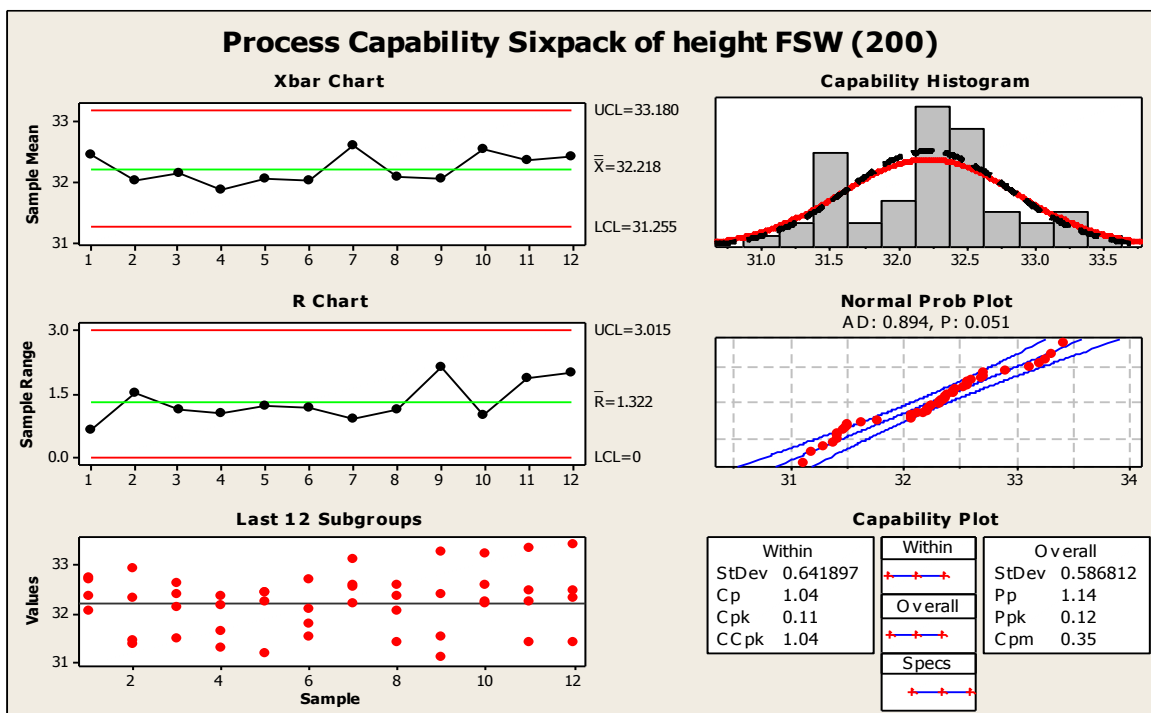 Process Capability Sixpack of height FSW (200)
Xbar Chart
Sample Mean
33
32
31
1 2 3 4 5 6 7 8 9 10 11 12
UCL=33.180
X̿=32.218
LCL=31.255
R Chart
Sample Range
3.0
1.5
0.0
1 2 3 4 5 6 7 8 9 10 11 12
UCL=3.015
R̅=1.322
LCL=0
Last 12 Subgroups
Values
33
32
31
2 4 6 8 10 12
Sample
Capability Histogram
31.0 31.5 32.0 32.5 33.0 33.5
Normal Prob Plot
AD: 0.894, P: 0.051
31 32 33 34
Capability Plot
Within
StDev 0.641897
Cp 1.04
Cpk 0.11
CCpk 1.04
Within
Overall
Specs
Overall
StDev 0.586812
Pp 1.14
Ppk 0.12
Cpm 0.35